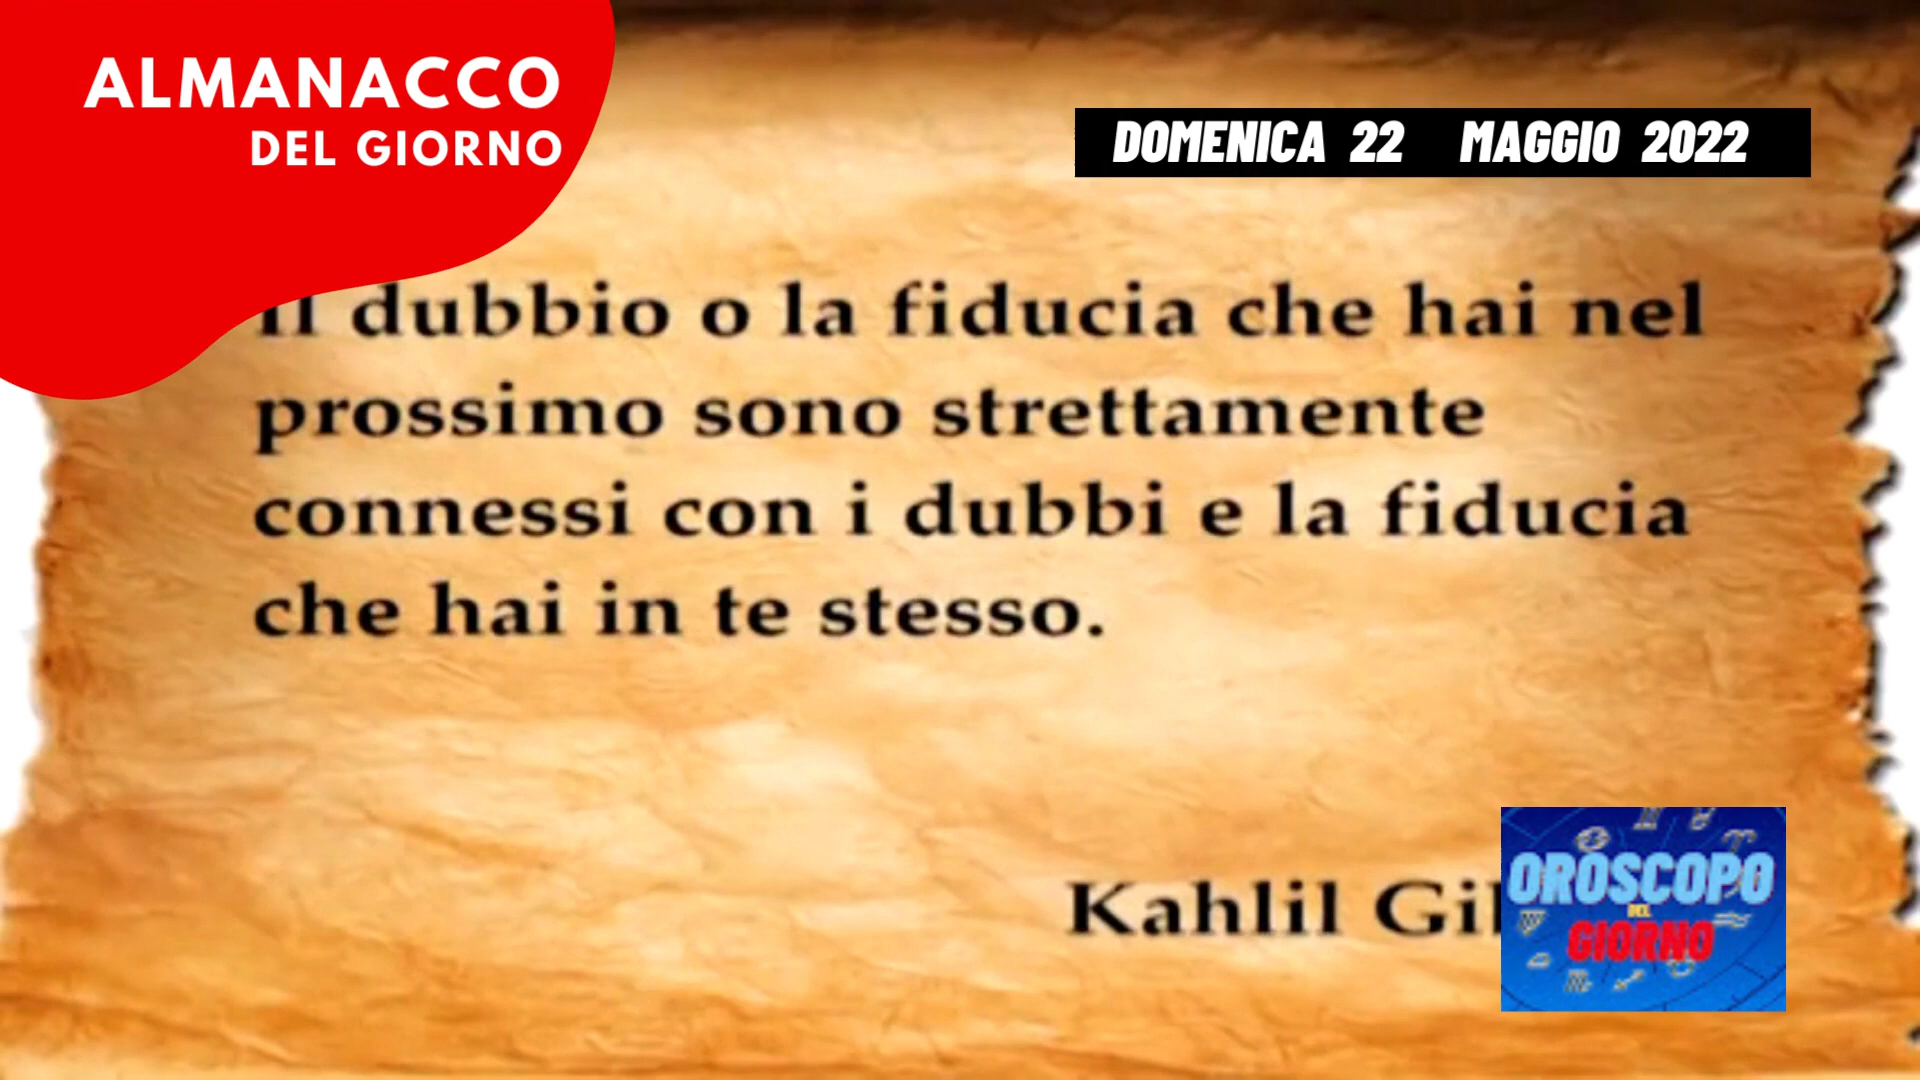 ALMANACCO
DEL GIORNO
DOMENICA 22 MAGGIO 2022
Il dubbio o la fiducia che hai nel
prossimo sono strettamente
connessi con i dubbi e la fiducia
che hai in te stesso.
Kahlil
OROSCOPO
DEL
GIORNO